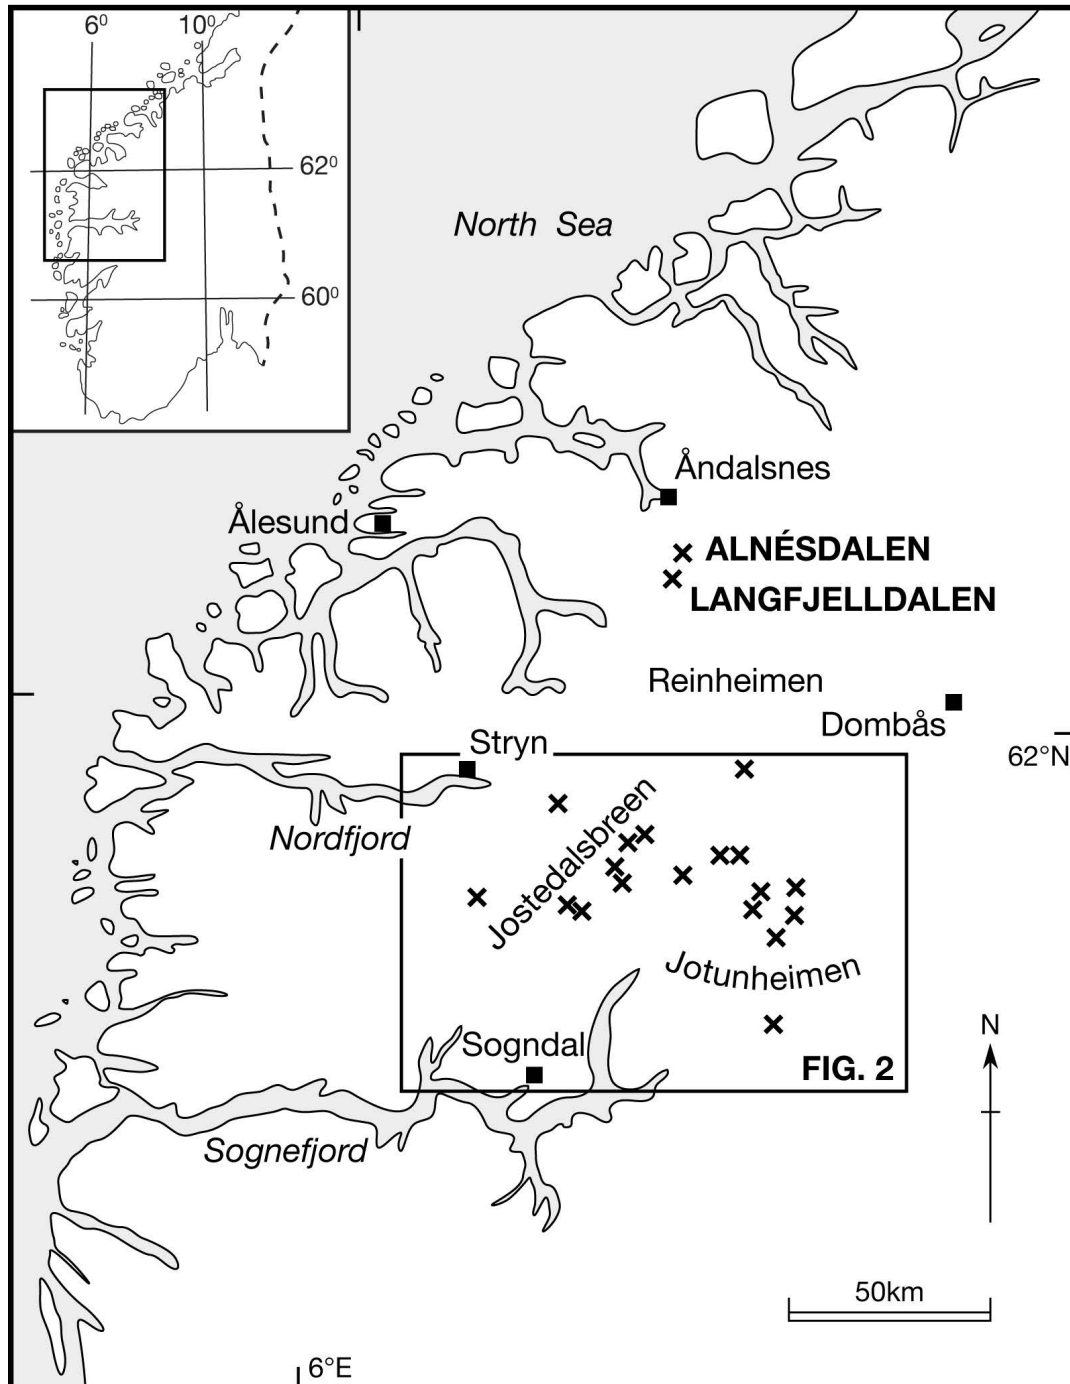 6⁰
10⁰
62⁰
60⁰
North Sea
Åndalsnes
Ålesund
ALNÉSDALEN
LANGFJELLDALEN
Reinheimen
Dombås
62°N
Stryn
Nordfjord
Jostedalsbreen
Jotunheimen
Sogndal
FIG. 2
N
Sognefjord
50km
6°E